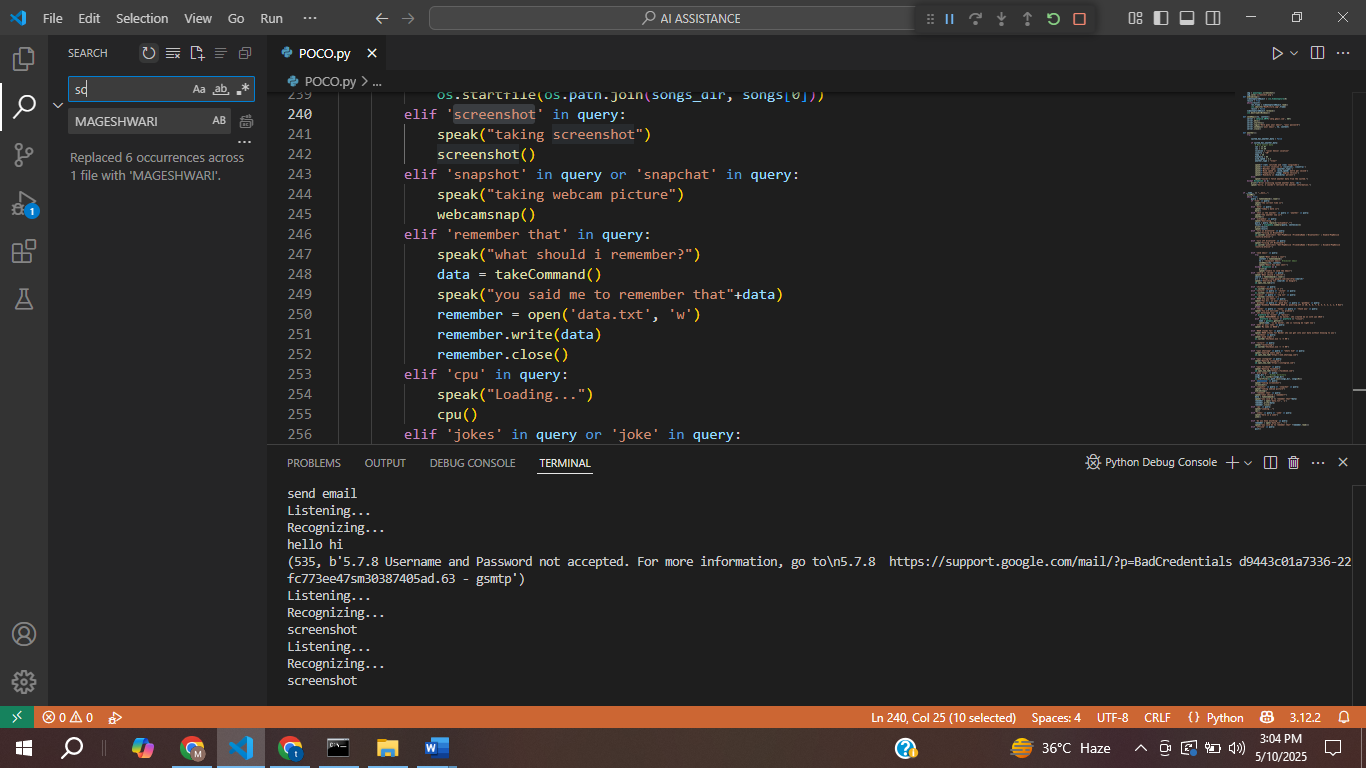 File Edit Selection View Go Run ··· AI ASSISTANCE
SEARCH
sc
Aa ab
MAGESHWARI AB
Replaced 6 occurrences across
1 file with 'MAGESHWARI'.
1
POCO.py
POCO.py > ...
239 os.startfile(os.path.join(songs_dir, songs[0]))
240 elif 'screenshot' in query:
241 speak("taking screenshot")
242 screenshot()
243 elif 'snapshot' in query or 'snapchat' in query:
244 speak("taking webcam picture")
245 webcamsnap()
246 elif 'remember that' in query:
247 speak("what should i remember?")
248 data = takeCommand()
249 speak("you said me to remember that"+data)
250 remember = open('data.txt', 'w')
251 remember.write(data)
252 remember.close()
253 elif 'cpu' in query:
254 speak("Loading...")
255 cpu()
256 elif 'jokes' in query or 'joke' in query:
PROBLEMS OUTPUT DEBUG CONSOLE TERMINAL Python Debug Console
send email
Listening...
Recognizing...
hello hi
(535, b'5.7.8 Username and Password not accepted. For more information, go to\n5.7.8  https://support.google.com/mail/?p=BadCredentials d9443c01a7336-22
fc773ee47sm30387405ad.63 - gsmtp')
Listening...
Recognizing...
screenshot
Listening...
Recognizing...
screenshot
0 0 Ln 240, Col 25 (10 selected) Spaces: 4 UTF-8 CRLF {} Python 3.12.2
36°C Haze 3:04 PM
5/10/2025